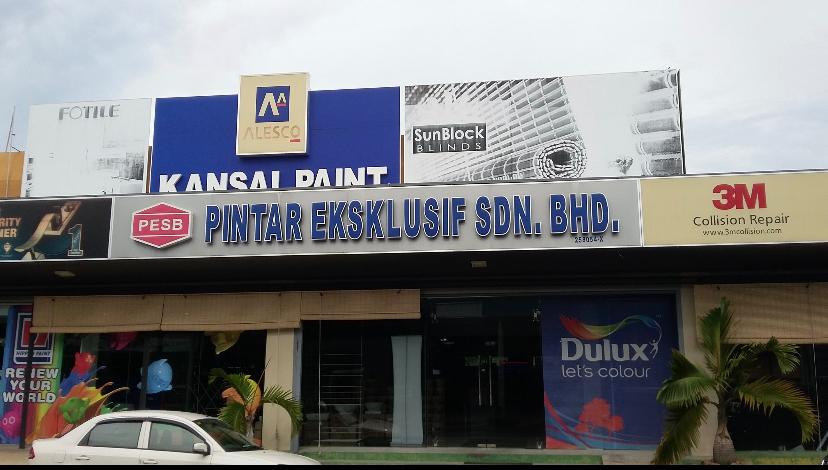 FOTILE
ALESCO
KANSAI PAINT
SunBlock
BLINDS
PESB
PINTAR EKSKLUSIF SDN. BHD.
3M
Collision Repair
www.3mcollision.com
1
Dulux
let's colour
RENEW
YOUR
WORLD